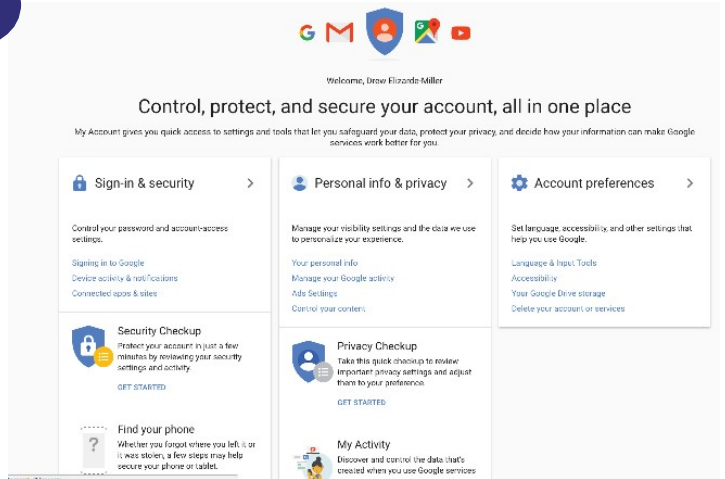 Welcome, Drew Elizarde-Miller
Control, protect, and secure your account, all in one place
My Account gives you quick access to settings and tools that let you safeguard your data, protect your privacy, and decide how your information can make Google
services work better for you.
Sign-in & security
Control your password and account-access
settings.
Signing in to Google
Device activity & notifications
Connected apps & sites
Security Checkup
Protect your account in just a few
minutes by reviewing your security
settings and activity.
GET STARTED
Find your phone
Whether you forgot where you left it or
it was stolen, a few steps may help
secure your phone or tablet.
Personal info & privacy
Manage your visibility settings and the data we use
to personalize your experience.
Your personal info
Manage your Google activity
Ads Settings
Control your content
Privacy Checkup
Take this quick checkup to review
important privacy settings and adjust
them to your preference.
GET STARTED
My Activity
Discover and control the data that's
created when you use Google services
Account preferences
Set language, accessibility, and other settings that
help you use Google.
Language & Input Tools
Accessibility
Your Google Drive storage
Delete your account or services